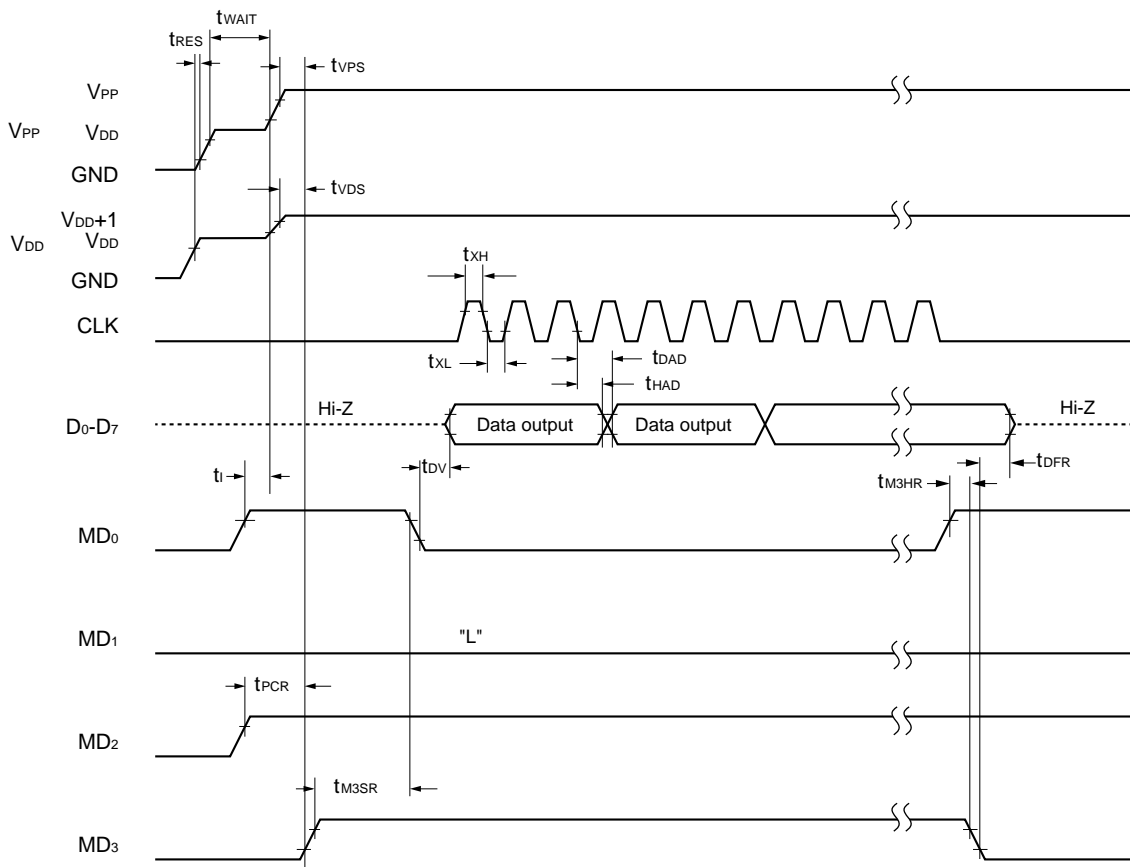 tWAIT
tRES
tVPS
VPP
VPP VDD
GND
tVDS
VDD+1
VDD VDD
GND
tXH
CLK
tXL tDAD
tHAD
Hi-Z Hi-Z
D0-D7 Data output Data output
tI tDV tDFR
tM3HR
MD0
MD1 "L"
tPCR
MD2
tM3SR
MD3